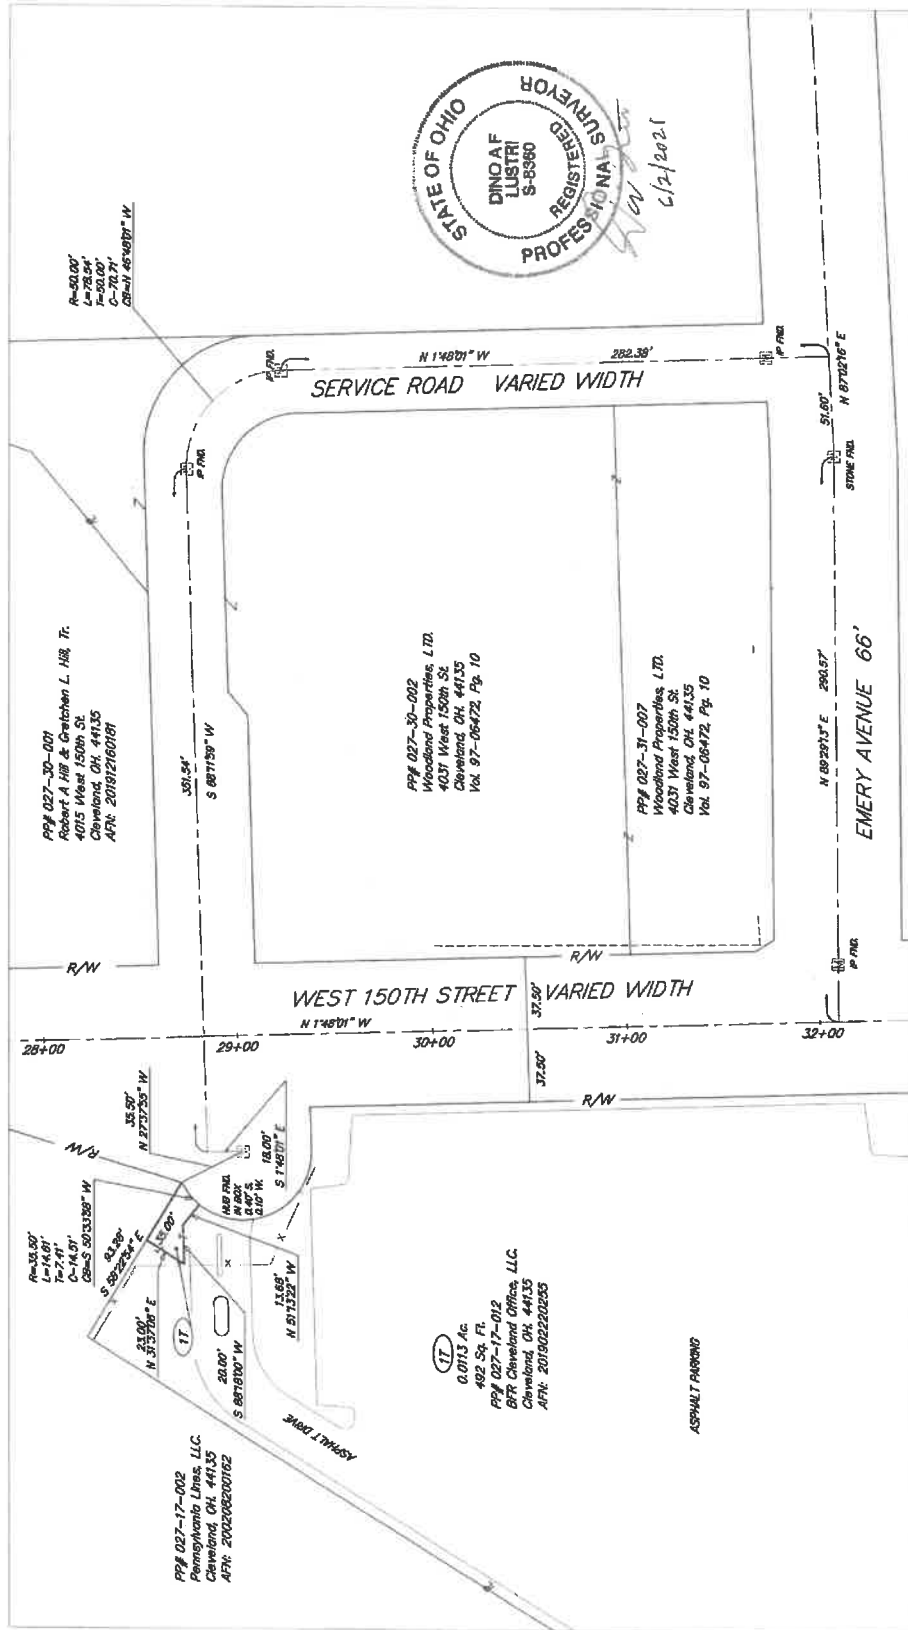 R=50.00'
L=78.54'
T=50.00'
C=70.71'
CB=N 46°48'01" W
STATE OF OHIO
DINO A F
LUSTRI
S-8360
REGISTERED
PROFESSIONAL SURVEYOR
6/2/2021
IP FND.
N 1°48'01" W
282.38'
IP FND.
SERVICE ROAD VARIED WIDTH
IP FND.
51.60'
N 87°02'16" E
STONE FND.
PP# 027-30-001
Robert A Hill & Gretchen L. Hill, Tr.
4015 West 150th St.
Cleveland, OH. 44135
AFN: 201912160181
S 88°11'59" W
PP# 027-30-002
Woodland Properties, LTD.
4031 West 150th St.
Cleveland, OH. 44135
Vol. 97-06472, Pg. 10
PP# 027-31-007
Woodland Properties, LTD.
4031 West 150th St.
Cleveland, OH. 44135
Vol. 97-06472, Pg. 10
N 89°29'13" E 290.57'
EMERY AVENUE 66'
IP FND.
R/W
R/W
WEST 150TH STREET VARIED WIDTH
N 1°48'01" W
37.50'
28+00
29+00
30+00
31+00
32+00
37.50'
R/W
R/W
35.50'
N 27°37'55" W
18.00'
S 1°48'01" E
HUB FND.
IN BOX
0.40' S.
0.10' W.
R=35.50'
L=14.61'
T=7.41'
C=14.51'
CB=S 50°33'38" W
93.28'
S 58°22'54" E
35.00'
23.00'
N 31°37'06" E
1T
20.00'
S 88°18'00" W
13.68'
N 51°13'22" W
ASPHALT DRIVE
1T
0.0113 Ac.
492 Sq. Ft.
PP# 027-17-012
BFR Cleveland Office, LLC.
Cleveland, OH. 44135
AFN: 201902220255
ASPHALT PARKING
PP# 027-17-002
Pennsylvania Lines, LLC.
Cleveland, OH. 44135
AFN: 200208200162